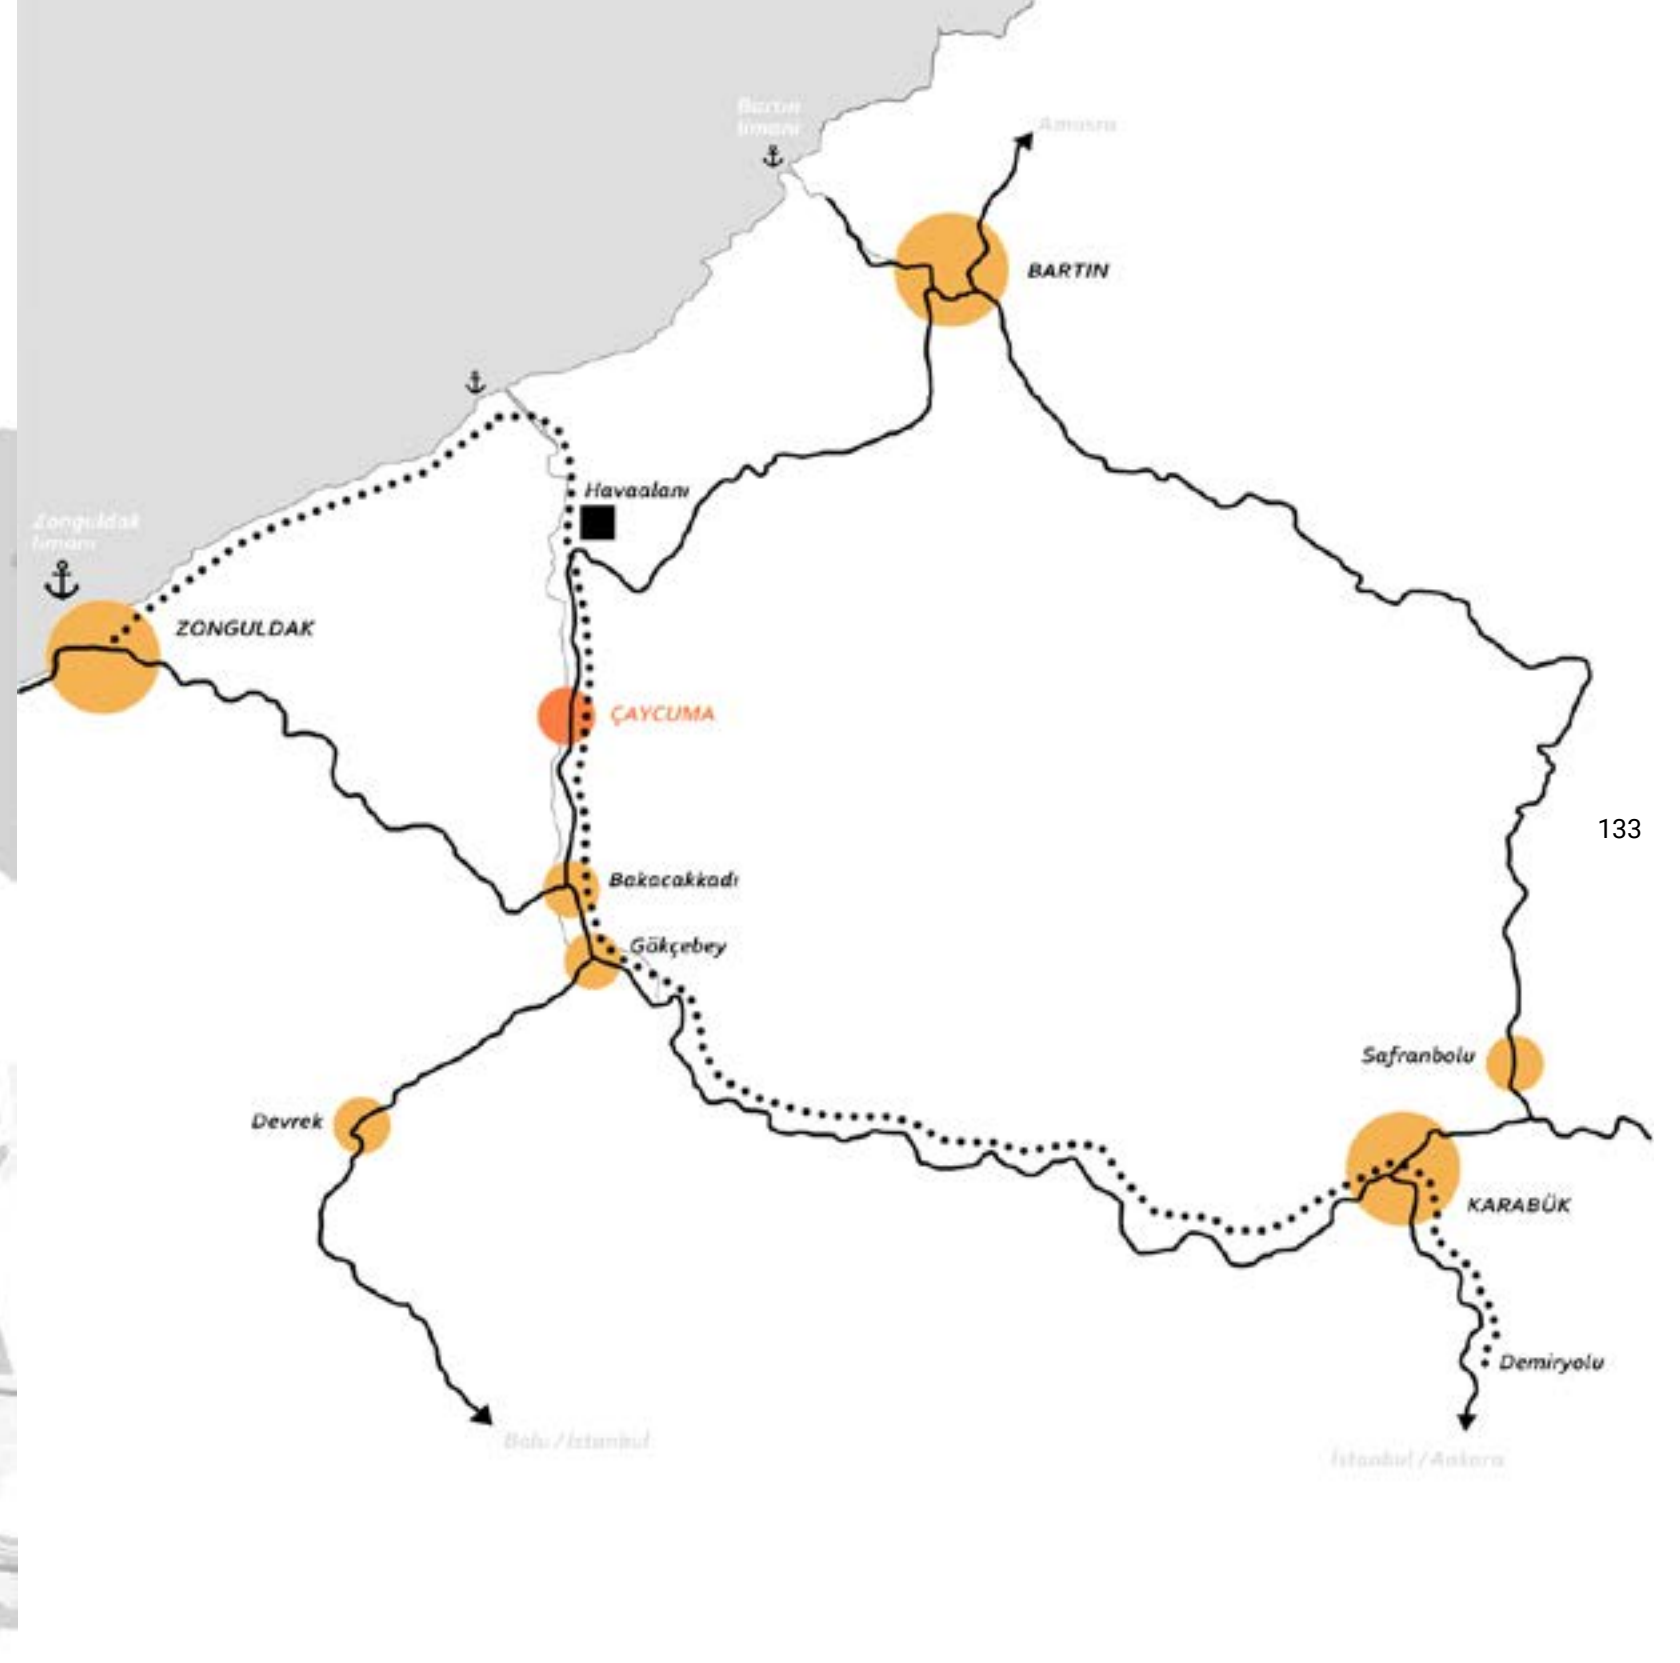 Bartın
limanı
Amasra
BARTIN
Havaalanı
Zonguldak
limanı
ZONGULDAK
ÇAYCUMA
133
Bakacakkadı
Gökçebey
Safranbolu
Devrek
KARABÜK
Demiryolu
Bolu / İstanbul
İstanbul / Ankara